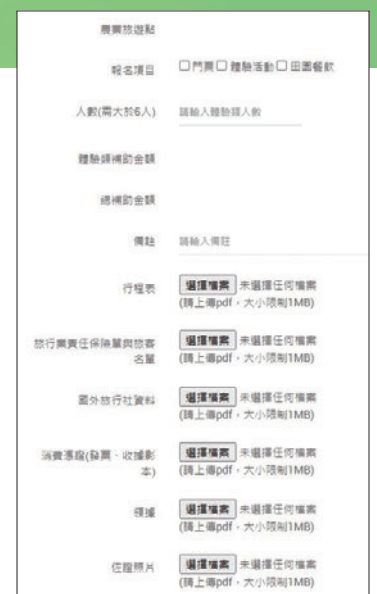 農業旅遊點
報名項目 □門票□ 體驗活動□ 田園餐飲
人數(需大於6人) 請輸入體驗類人數
體驗類補助金額
總補助金額
備註 請輸入備註
行程表 選擇檔案 未選擇任何檔案
(請上傳pdf，大小限制1MB)
旅行業責任保險單與旅客
名單 選擇檔案 未選擇任何檔案
(請上傳pdf，大小限制1MB)
國外旅行社資料 選擇檔案 未選擇任何檔案
(請上傳pdf，大小限制1MB)
消費憑證(發票、收據影
本) 選擇檔案 未選擇任何檔案
(請上傳pdf，大小限制1MB)
領據 選擇檔案 未選擇任何檔案
(請上傳pdf，大小限制1MB)
佐證照片 選擇檔案 未選擇任何檔案
(請上傳pdf，大小限制1MB)